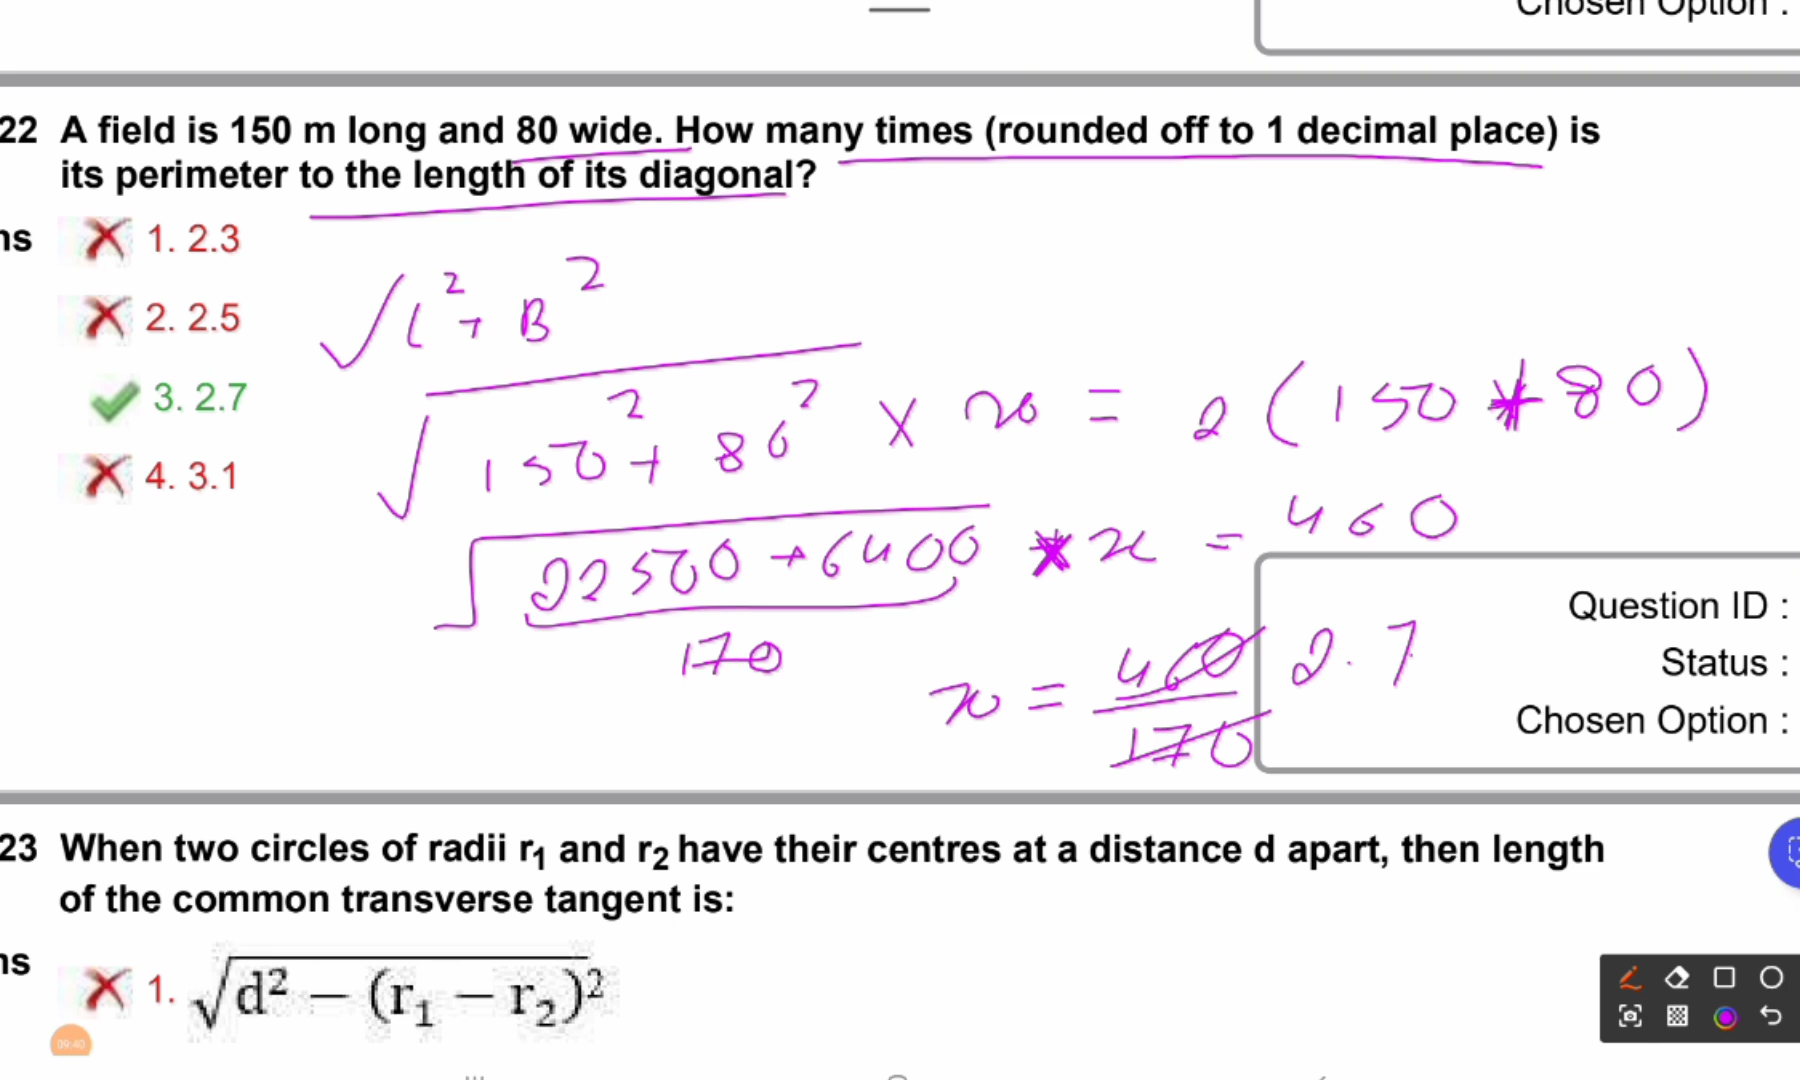 Chosen Option :
22 A field is 150 m long and 80 wide. How many times (rounded off to 1 decimal place) is
its perimeter to the length of its diagonal?
ns 1. 2.3
2. 2.5
3. 2.7
4. 3.1
√l² + B²
√150² + 80² × x = 2(150 * 80)
√22500 + 6400 * x = 460
170
x = 460/170 2.7
Question ID :
Status :
Chosen Option :
23 When two circles of radii r₁ and r₂ have their centres at a distance d apart, then length
of the common transverse tangent is:
ns 1. √d² – (r₁ – r₂)²
09:40